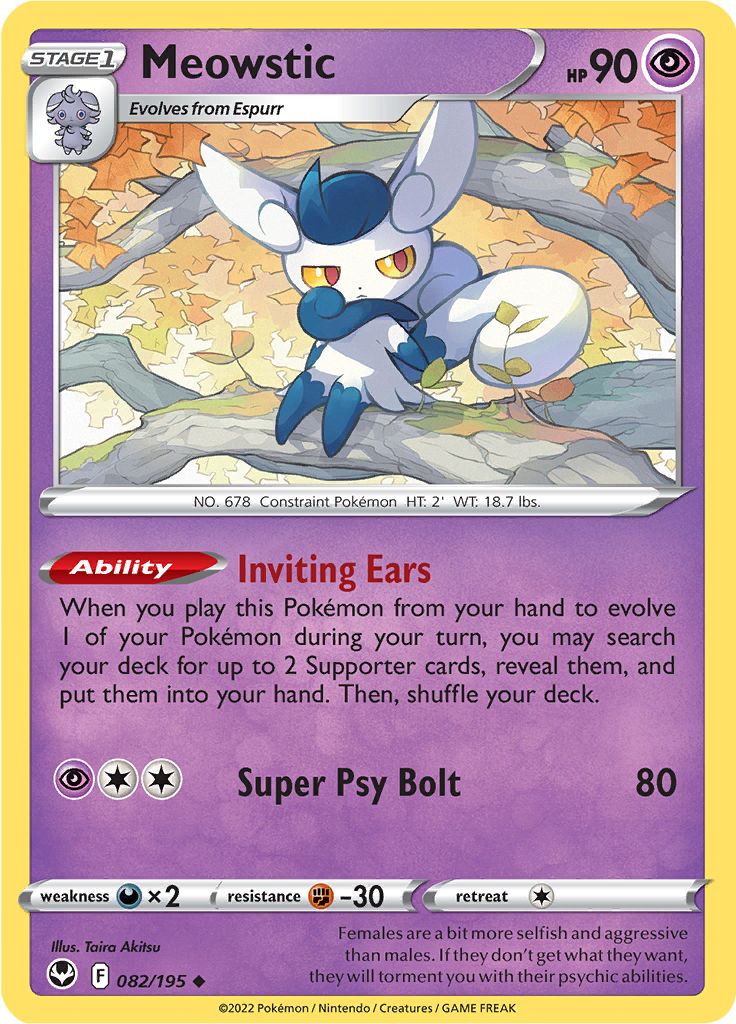 STAGE1
Meowstic
HP90
Evolves from Espurr
NO. 678 Constraint Pokémon HT: 2' WT: 18.7 lbs.
Ability Inviting Ears
When you play this Pokémon from your hand to evolve
1 of your Pokémon during your turn, you may search
your deck for up to 2 Supporter cards, reveal them, and
put them into your hand. Then, shuffle your deck.
Super Psy Bolt 80
weakness ×2 resistance -30 retreat
Illus. Taira Akitsu
Females are a bit more selfish and aggressive
than males. If they don't get what they want,
they will torment you with their psychic abilities.
F 082/195
©2022 Pokémon / Nintendo / Creatures / GAME FREAK